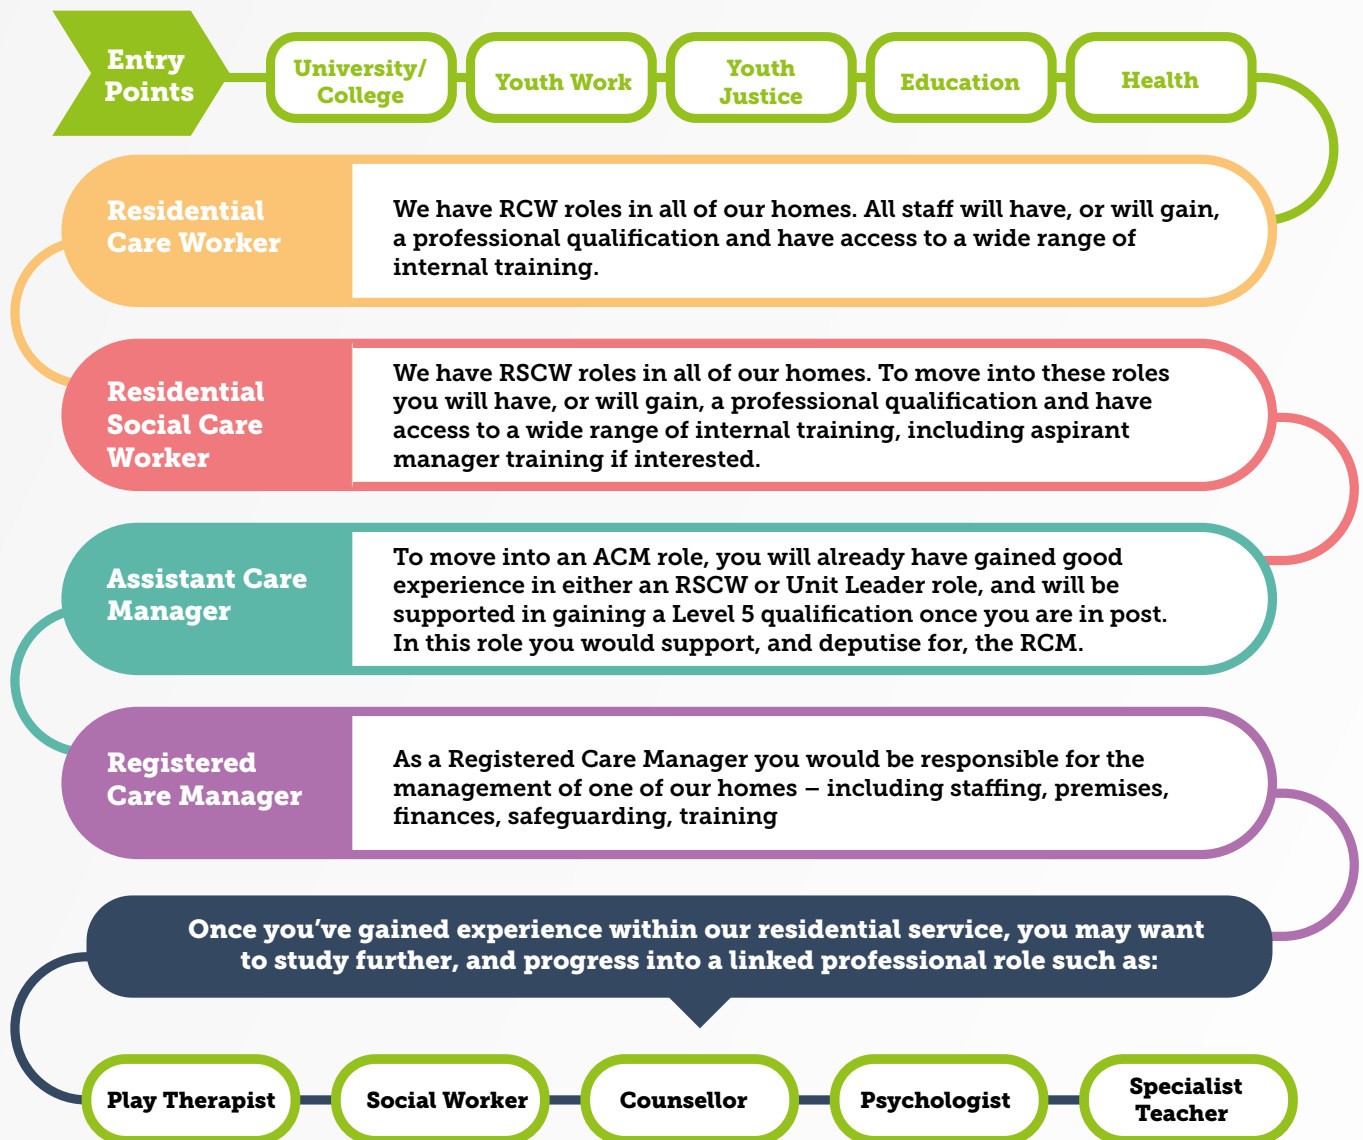 Entry
Points
University/
College
Youth Work
Youth
Justice
Education
Health
Residential
Care Worker
We have RCW roles in all of our homes. All staff will have, or will gain,
a professional qualification and have access to a wide range of
internal training.
Residential
Social Care
Worker
We have RSCW roles in all of our homes. To move into these roles
you will have, or will gain, a professional qualification and have
access to a wide range of internal training, including aspirant
manager training if interested.
Assistant Care
Manager
To move into an ACM role, you will already have gained good
experience in either an RSCW or Unit Leader role, and will be
supported in gaining a Level 5 qualification once you are in post.
In this role you would support, and deputise for, the RCM.
Registered
Care Manager
As a Registered Care Manager you would be responsible for the
management of one of our homes – including staffing, premises,
finances, safeguarding, training
Once you’ve gained experience within our residential service, you may want
to study further, and progress into a linked professional role such as:
Play Therapist
Social Worker
Counsellor
Psychologist
Specialist
Teacher